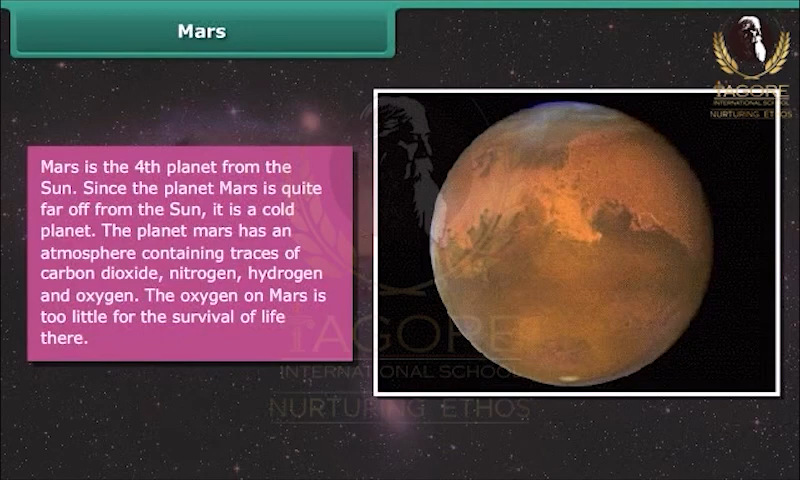 Mars
TAGORE
INTERNATIONAL SCHOOL
NURTURING ETHOS
Mars is the 4th planet from the
Sun. Since the planet Mars is quite
far off from the Sun, it is a cold
planet. The planet mars has an
atmosphere containing traces of
carbon dioxide, nitrogen, hydrogen
and oxygen. The oxygen on Mars is
too little for the survival of life
there.
TAGORE
INTERNATIONAL SCHOOL
NURTURING ETHOS